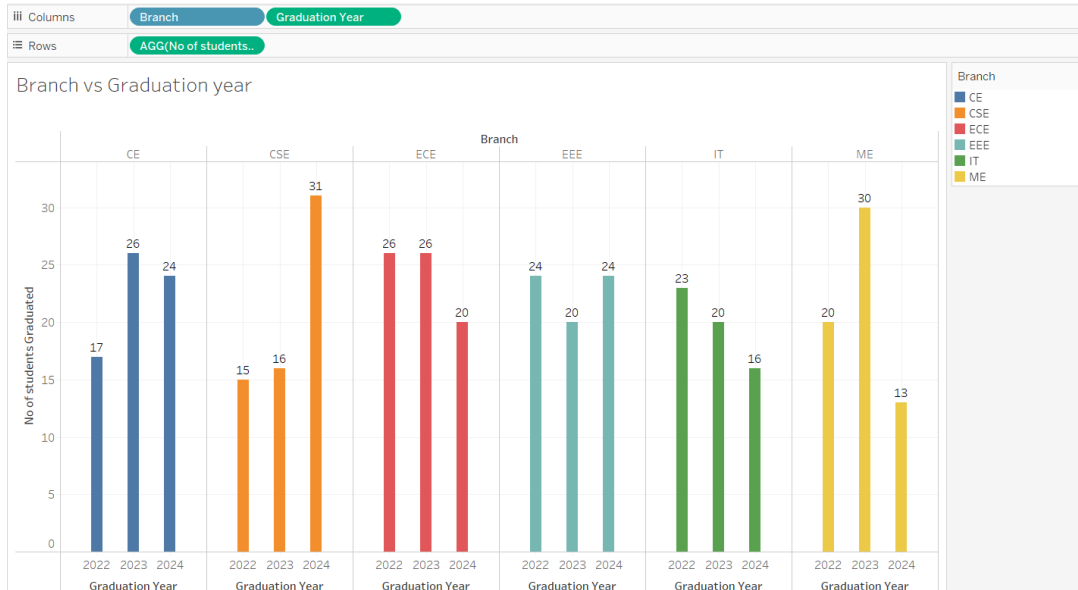 Columns Branch Graduation Year
Rows AGG(No of students..
Branch vs Graduation year
Branch
CE CSE ECE EEE IT ME
No of students Graduated
30
25
20
15
10
5
0
17 26 24
15 16 31
26 26 20
24 20 24
23 20 16
20 30 13
2022 2023 2024 2022 2023 2024 2022 2023 2024 2022 2023 2024 2022 2023 2024 2022 2023 2024
Graduation Year Graduation Year Graduation Year Graduation Year Graduation Year Graduation Year
Branch
CE
CSE
ECE
EEE
IT
ME